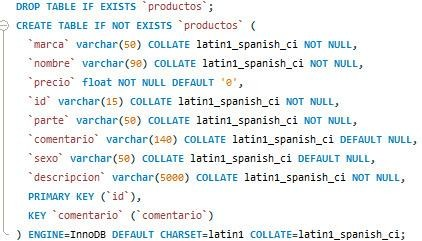 DROP TABLE IF EXISTS `productos`;
CREATE TABLE IF NOT EXISTS `productos` (
`marca` varchar(50) COLLATE latin1_spanish_ci NOT NULL,
`nombre` varchar(90) COLLATE latin1_spanish_ci NOT NULL,
`precio` float NOT NULL DEFAULT '0',
`id` varchar(15) COLLATE latin1_spanish_ci NOT NULL,
`parte` varchar(50) COLLATE latin1_spanish_ci NOT NULL,
`comentario` varchar(140) COLLATE latin1_spanish_ci DEFAULT NULL,
`sexo` varchar(50) COLLATE latin1_spanish_ci DEFAULT NULL,
`descripcion` varchar(5000) COLLATE latin1_spanish_ci NOT NULL,
PRIMARY KEY (`id`),
KEY `comentario` (`comentario`)
) ENGINE=InnoDB DEFAULT CHARSET=latin1 COLLATE=latin1_spanish_ci;